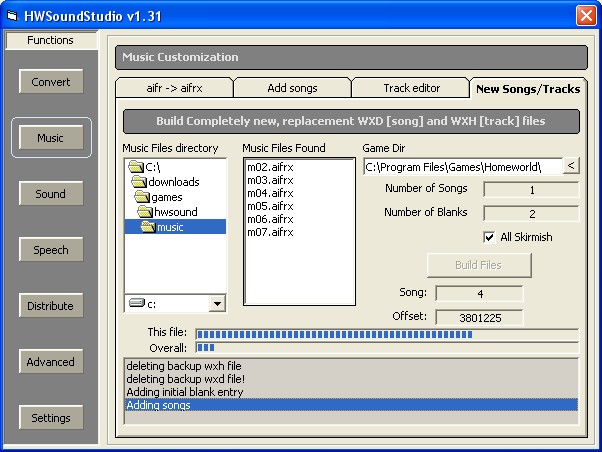 HWSoundStudio v1.31
Functions
Convert
Music
Sound
Speech
Distribute
Advanced
Settings
Music Customization
aifr -> aifrx
Add songs
Track editor
New Songs/Tracks
Build Completely new, replacement WXD [song] and WXH [track] files
Music Files directory
C:\
downloads
games
hwsound
music
c:
Music Files Found
m02.aifrx
m03.aifrx
m04.aifrx
m05.aifrx
m06.aifrx
m07.aifrx
Game Dir
C:\Program Files\Games\Homeworld\
<
Number of Songs 1
Number of Blanks 2
All Skirmish
Build Files
Song: 4
Offset: 3801225
This file:
Overall:
deleting backup wxh file
deleting backup wxd file!
Adding initial blank entry
Adding songs